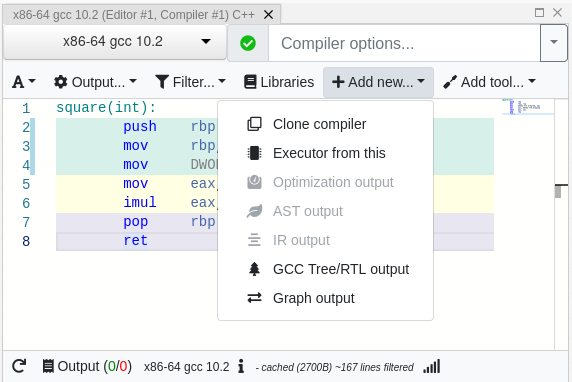 x86-64 gcc 10.2 (Editor #1, Compiler #1) C++
x86-64 gcc 10.2 Compiler options...
A Output... Filter... Libraries Add new... Add tool...
1 square(int):
2 push rbp
3 mov rbp,
4 mov
5 mov eax,
6 imul eax,
7 pop rbp
8 ret
Clone compiler
Executor from this
Optimization output
AST output
IR output
GCC Tree/RTL output
Graph output
Output (0/0) x86-64 gcc 10.2 i - cached (2700B) ~167 lines filtered